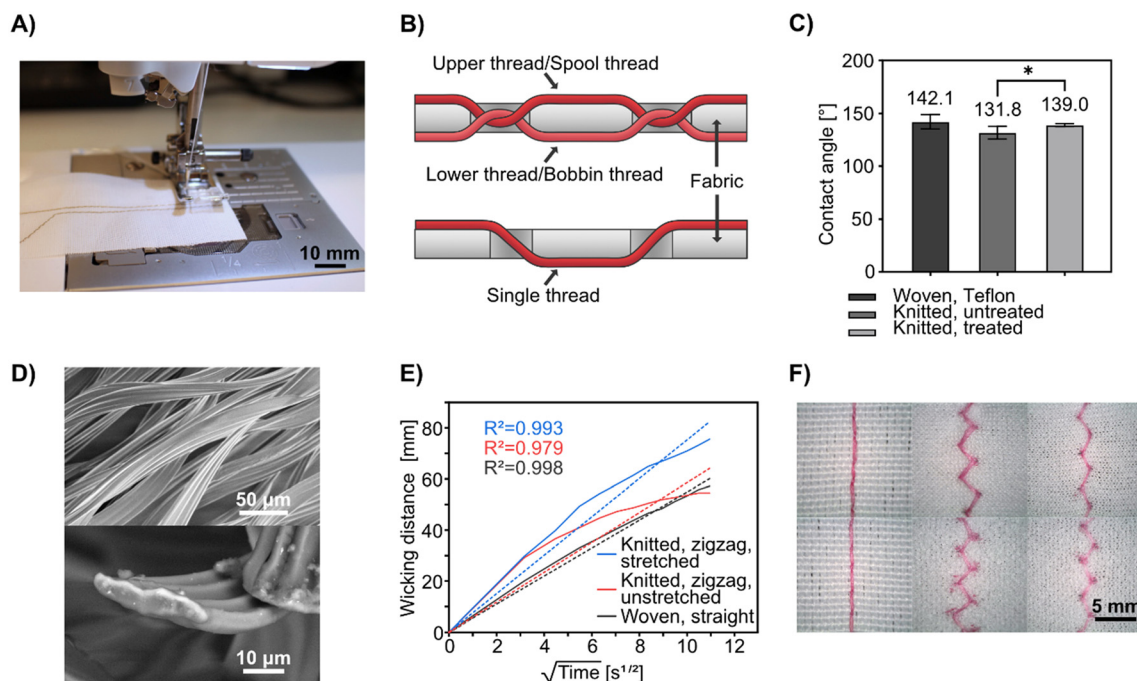 A)
10 mm
B)
Upper thread/Spool thread
Lower thread/Bobbin thread
Fabric
Single thread
C)
Contact angle [°]
200
150
100
50
0
142.1
131.8
139.0
*
Woven, Teflon
Knitted, untreated
Knitted, treated
D)
50 µm
10 µm
E)
Wicking distance [mm]
80
60
40
20
0
R²=0.993
R²=0.979
R²=0.998
Knitted, zigzag,
stretched
Knitted, zigzag,
unstretched
Woven, straight
0 2 4 6 8 10 12
√Time [s¹/²]
F)
5 mm